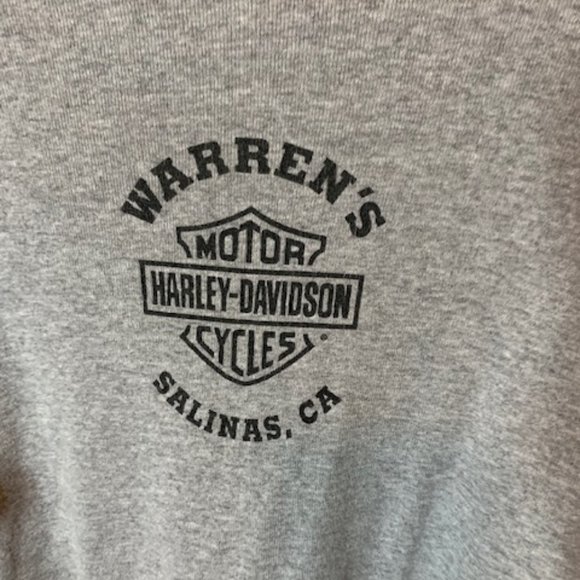 WARREN'S
MOTOR
HARLEY-DAVIDSON
CYCLES
SALINAS, CA